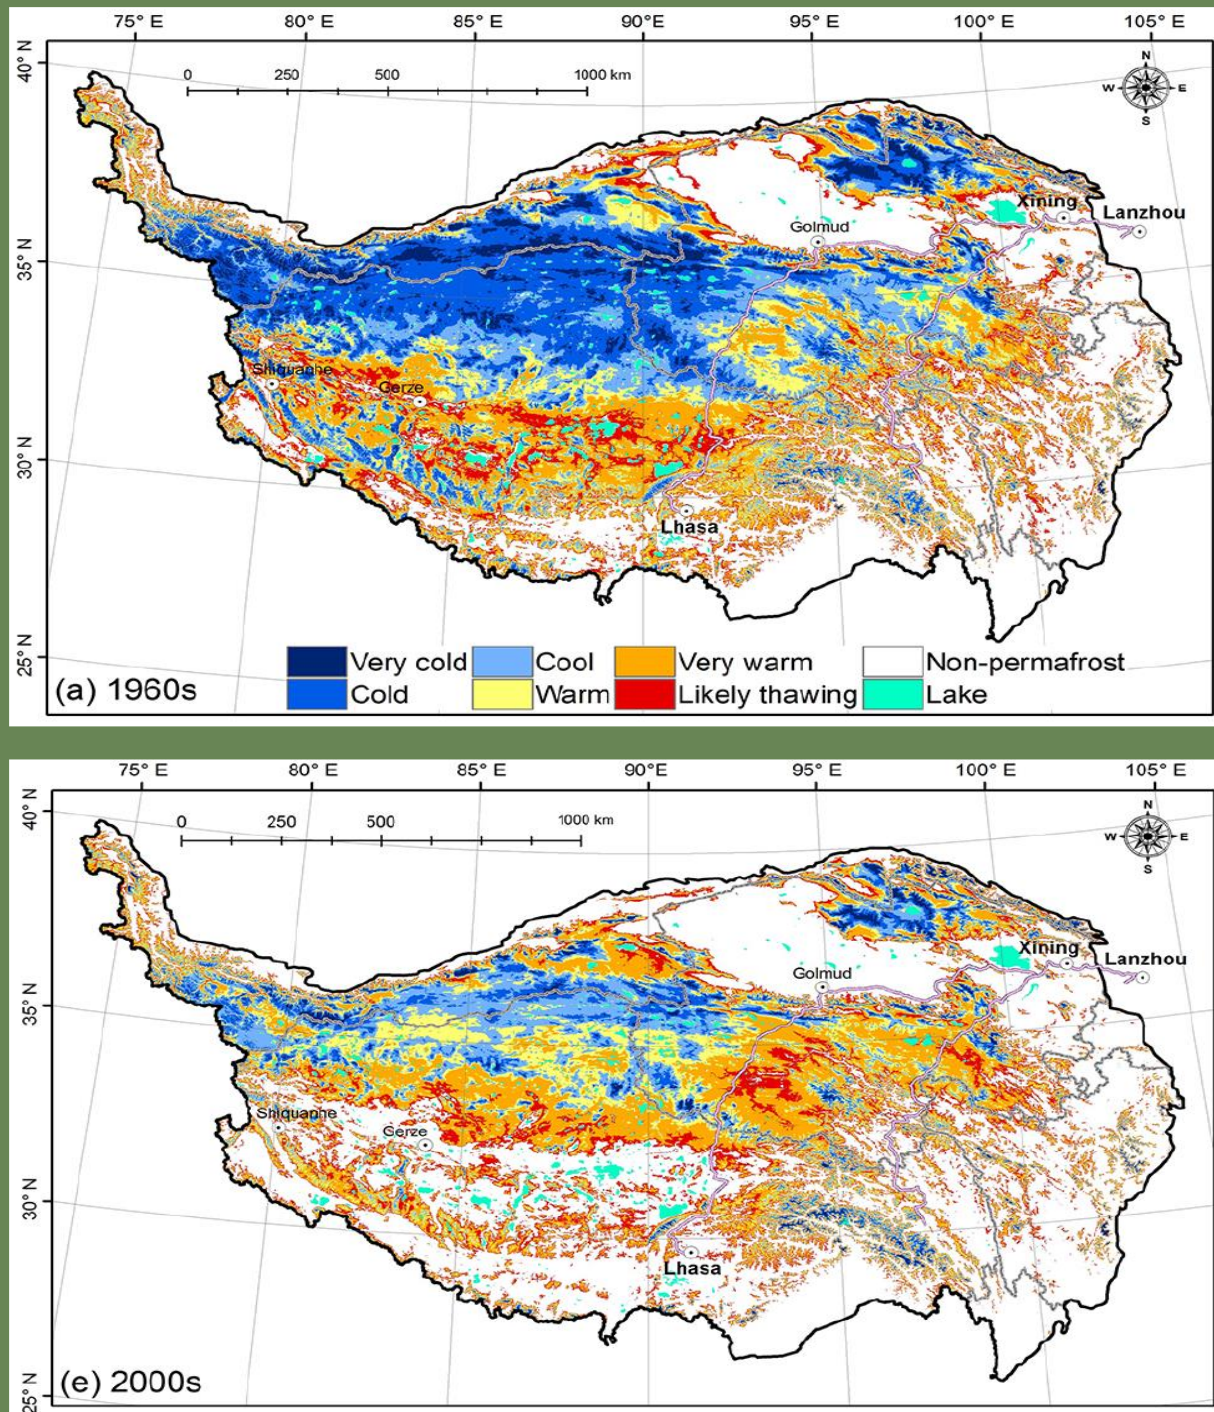 75° E 80° E 85° E 90°E 95° E 100° E 105° E
40° N
35° N
30° N
25° N
0 250 500 1000 km
N
W E
S
Xining
Lanzhou
Golmud
Shiquanhe
Gerze
Lhasa
Very cold Cool Very warm Non-permafrost
Cold Warm Likely thawing Lake
(a) 1960s
75° E 80° E 85° E 90°E 95° E 100° E 105° E
40° N
35° N
30° N
25° N
0 250 500 1000 km
N
W E
S
Xining
Lanzhou
Golmud
Shiquanhe
Gerze
Lhasa
(e) 2000s